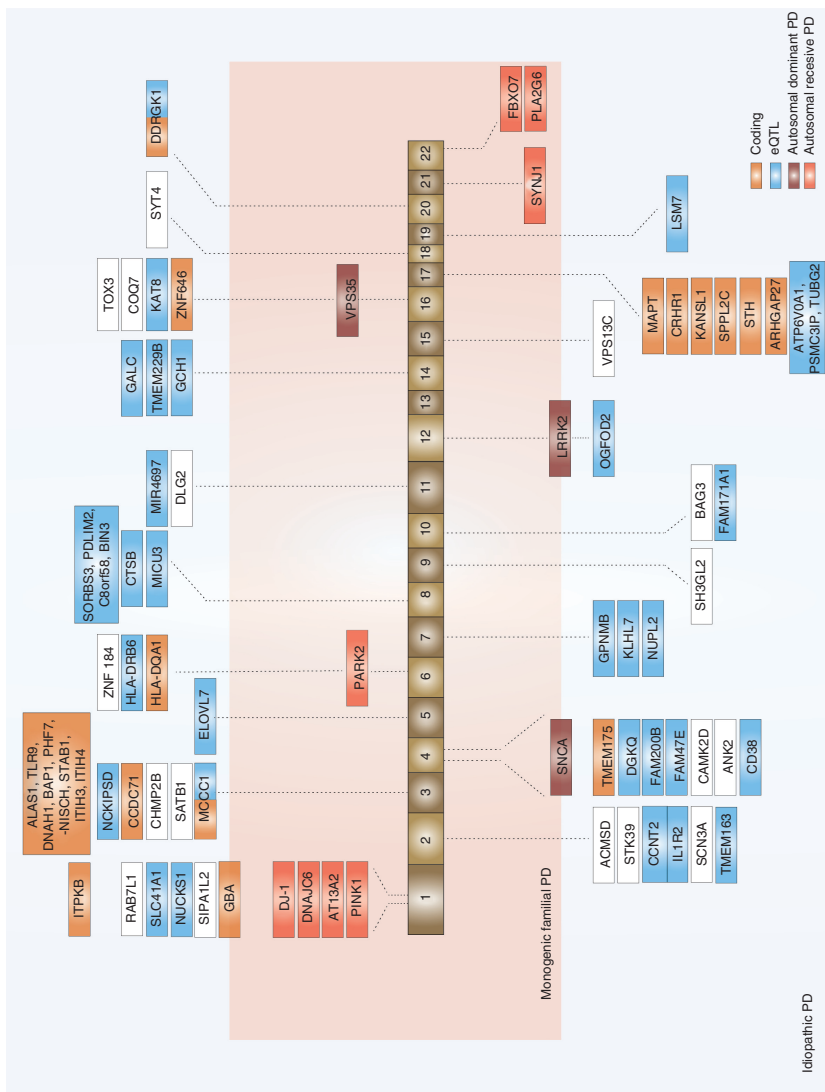 ITPKB
RAB7L1
SLC41A1
NUCKS1
SIPA1L2
GBA
ALAS1, TLR9,
DNAH1, BAP1, PHF7,
-NISCH, STAB1,
ITIH3, ITIH4
NCKIPSD
CCDC71
CHMP2B
SATB1
MCCC1
ELOVL7
ZNF 184
HLA-DRB6
HLA-DQA1
SORBS3, PDLIM2,
C8orf58, BIN3
CTSB
MICU3
MIR4697
DLG2
GALC
TMEM229B
GCH1
TOX3
COQ7
KAT8
ZNF646
SYT4
DDRGK1
DJ-1
DNAJC6
AT13A2
PINK1
PARK2
VPS35
1
2
3
4
5
6
7
8
9
10
11
12
13
14
15
16
17
18
19
20
21
22
SNCA
LRRK2
SYNJ1
FBXO7
PLA2G6
Monogenic familial PD
ACMSD
STK39
CCNT2
IL1R2
SCN3A
TMEM163
TMEM175
DGKQ
FAM200B
FAM47E
CAMK2D
ANK2
CD38
GPNMB
KLHL7
NUPL2
SH3GL2
BAG3
FAM171A1
OGFOD2
VPS13C
MAPT
CRHR1
KANSL1
SPPL2C
STH
ARHGAP27
ATP6V0A1,
PSMC3IP, TUBG2
LSM7
Idiopathic PD
Coding
eQTL
Autosomal dominant PD
Autosomal recesive PD